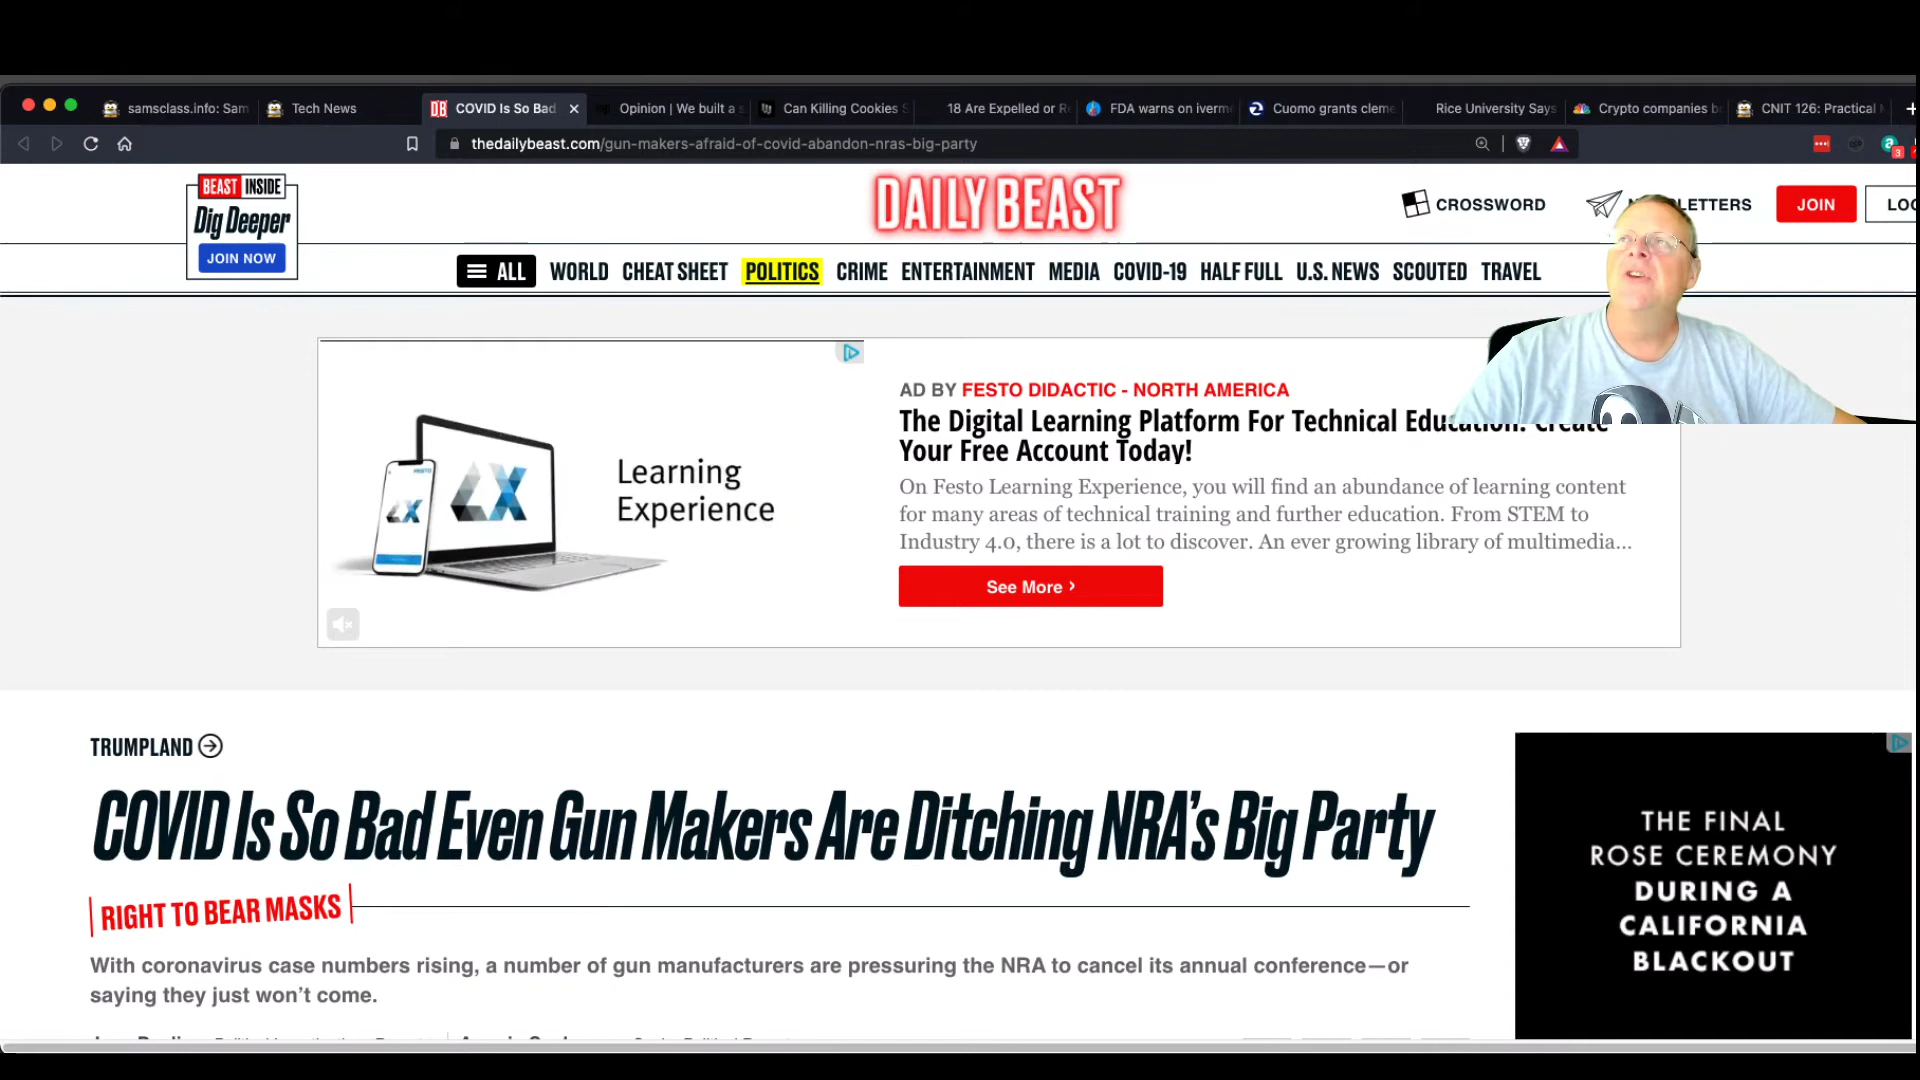 samsclass.info: Sam
Tech News
COVID Is So Bad
Opinion | We built a s
Can Killing Cookies S
18 Are Expelled or R
FDA warns on iverm
Cuomo grants cleme
Rice University Says
Crypto companies b
CNIT 126: Practical M
thedailybeast.com/gun-makers-afraid-of-covid-abandon-nras-big-party
BEAST INSIDE
Dig Deeper
JOIN NOW
DAILY BEAST
CROSSWORD
LETTERS
JOIN
LOG
ALL WORLD CHEAT SHEET POLITICS CRIME ENTERTAINMENT MEDIA COVID-19 HALF FULL U.S. NEWS SCOUTED TRAVEL
Learning
Experience
AD BY FESTO DIDACTIC - NORTH AMERICA
The Digital Learning Platform For Technical Education! Create
Your Free Account Today!
On Festo Learning Experience, you will find an abundance of learning content
for many areas of technical training and further education. From STEM to
Industry 4.0, there is a lot to discover. An ever growing library of multimedia...
See More ›
TRUMPLAND
COVID Is So Bad Even Gun Makers Are Ditching NRA's Big Party
RIGHT TO BEAR MASKS
With coronavirus case numbers rising, a number of gun manufacturers are pressuring the NRA to cancel its annual conference—or
saying they just won't come.
THE FINAL
ROSE CEREMONY
DURING A
CALIFORNIA
BLACKOUT